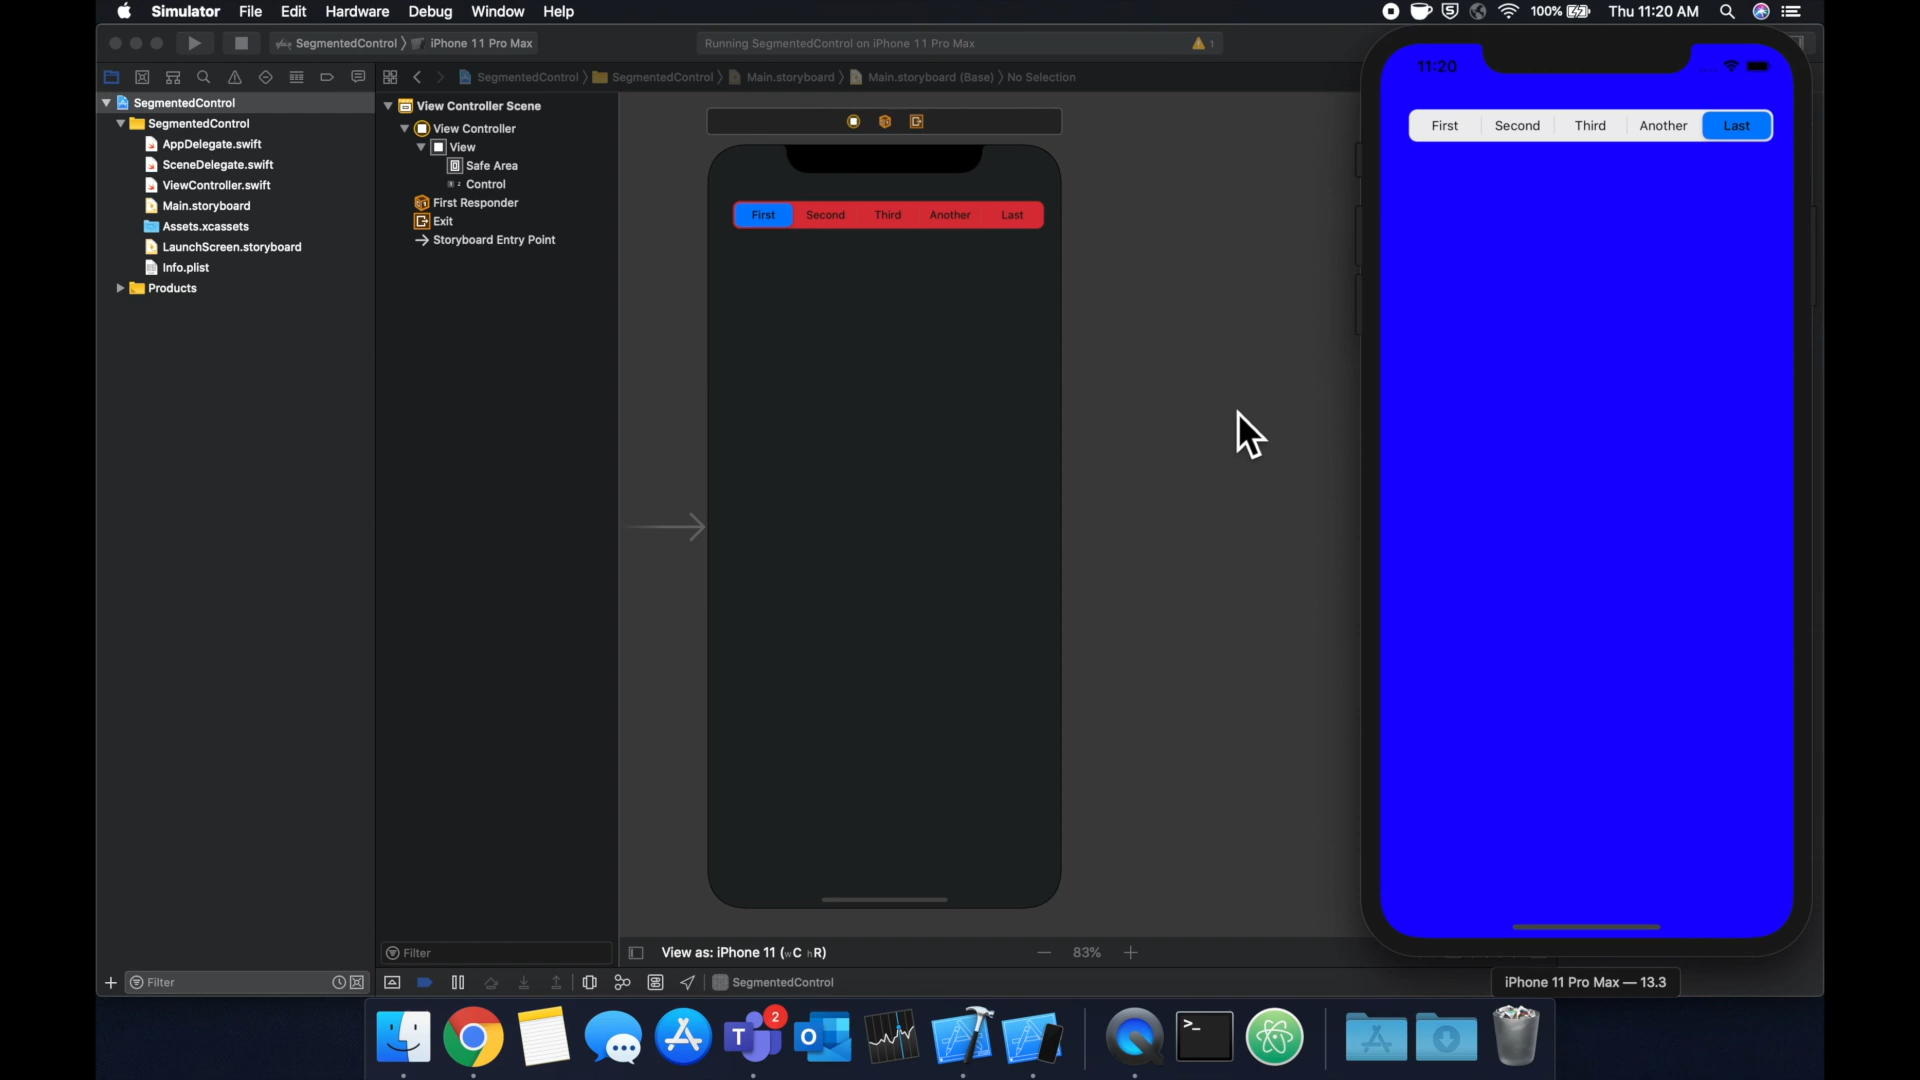 Simulator File Edit Hardware Debug Window Help
100% Thu 11:20 AM
SegmentedControl 〉 iPhone 11 Pro Max
Running SegmentedControl on iPhone 11 Pro Max
1
SegmentedControl 〉 SegmentedControl 〉 Main.storyboard 〉 Main.storyboard (Base) 〉 No Selection
SegmentedControl
SegmentedControl
AppDelegate.swift
SceneDelegate.swift
ViewController.swift
Main.storyboard
Assets.xcassets
LaunchScreen.storyboard
Info.plist
Products
View Controller Scene
View Controller
View
Safe Area
Control
First Responder
Exit
Storyboard Entry Point
First Second Third Another Last
11:20
First Second Third Another Last
Filter
View as: iPhone 11 (wC hR)
83%
Filter
SegmentedControl
iPhone 11 Pro Max — 13.3
2
T
O
>_